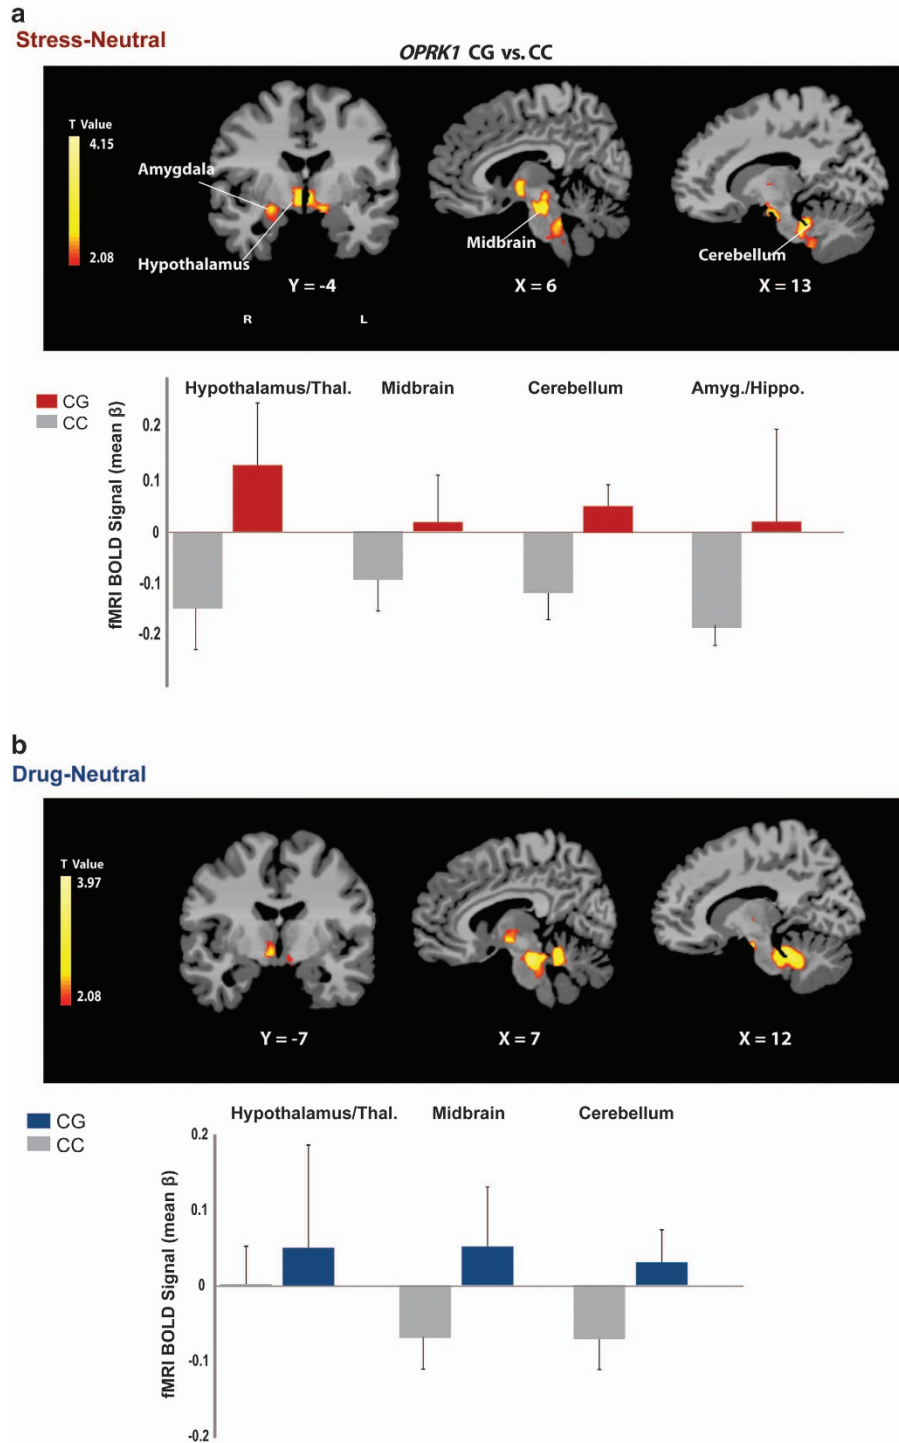 a
Stress-Neutral
OPRK1 CG vs. CC
T Value
4.15
2.08
Amygdala
Hypothalamus
Midbrain
Cerebellum
Y = -4
X = 6
X = 13
R
L
CG
CC
Hypothalamus/Thal.
Midbrain
Cerebellum
Amyg./Hippo.
fMRI BOLD Signal (mean β)
0.2
0.1
0
-0.1
-0.2
b
Drug-Neutral
T Value
3.97
2.08
Y = -7
X = 7
X = 12
CG
CC
Hypothalamus/Thal.
Midbrain
Cerebellum
fMRI BOLD Signal (mean β)
0.2
0.1
0
-0.1
-0.2